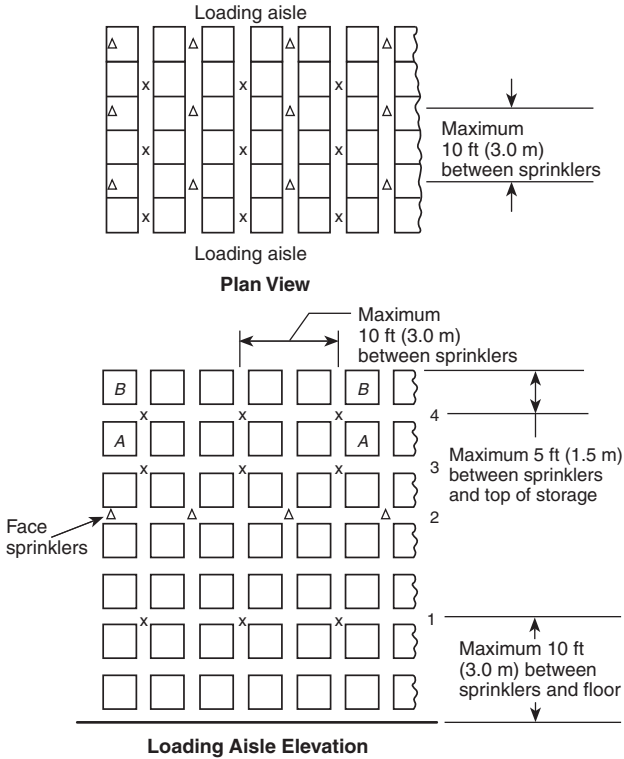 Loading aisle
x x x
Maximum
10 ft (3.0 m)
between sprinklers
x x x
x x x
Loading aisle
Plan View
Maximum
10 ft (3.0 m)
between sprinklers
B B
x x x 4
A A
Maximum 5 ft (1.5 m)
between sprinklers
and top of storage
x x x 3
Face
sprinklers
2
x x x 1
Maximum 10 ft
(3.0 m) between
sprinklers and floor
Loading Aisle Elevation